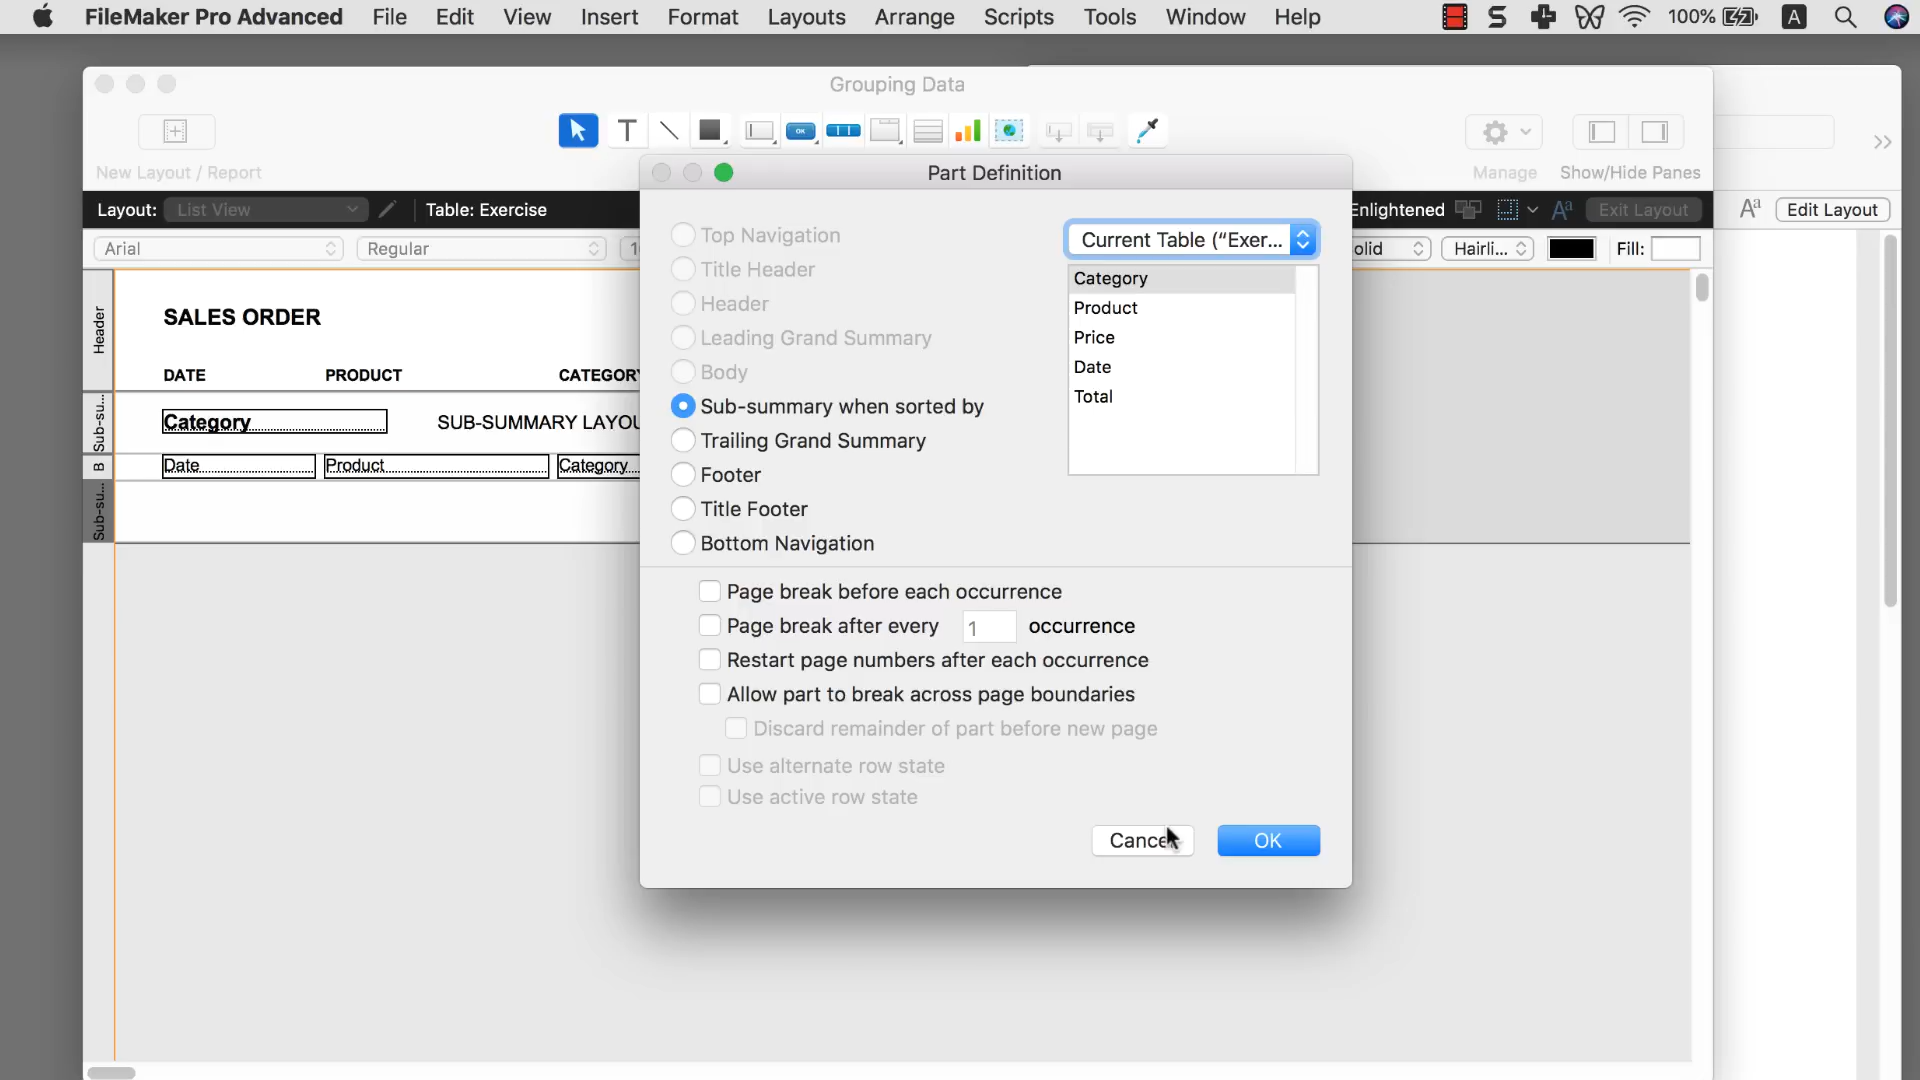 FileMaker Pro Advanced File Edit View Insert Format Layouts Arrange Scripts Tools Window Help 100% A
Grouping Data
New Layout / Report Manage Show/Hide Panes
Part Definition
Layout: List View Table: Exercise Enlightened Exit Layout Edit Layout
Arial Regular olid Hairli... Fill:
Top Navigation
Title Header
Header
Leading Grand Summary
Body
Sub-summary when sorted by
Trailing Grand Summary
Footer
Title Footer
Bottom Navigation
Current Table ("Exer...
Category
Product
Price
Date
Total
Page break before each occurrence
Page break after every 1 occurrence
Restart page numbers after each occurrence
Allow part to break across page boundaries
Discard remainder of part before new page
Use alternate row state
Use active row state
Cancel OK
Header
SALES ORDER
DATE PRODUCT CATEGORY
Sub-su... Category SUB-SUMMARY LAYOU
B Date Product Category
Sub-su...